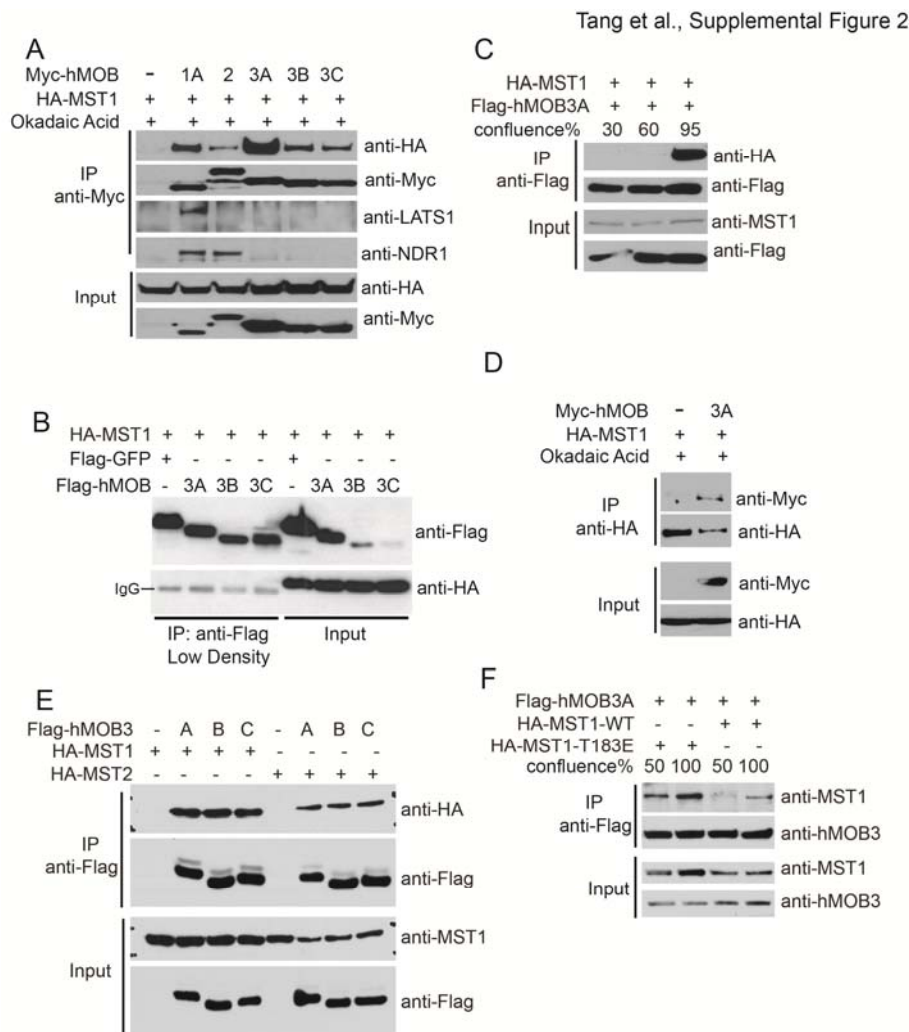 Tang et al., Supplemental Figure 2
A
Myc-hMOB - 1A 2 3A 3B 3C
HA-MST1 + + + + + +
Okadaic Acid + + + + + +
IP anti-Myc
anti-HA
anti-Myc
anti-LATS1
anti-NDR1
Input
anti-HA
anti-Myc
B
HA-MST1 + + + + + + + +
Flag-GFP + - - - + - - -
Flag-hMOB - 3A 3B 3C - 3A 3B 3C
anti-Flag
IgG
anti-HA
IP: anti-Flag Input
Low Density
C
HA-MST1 + + +
Flag-hMOB3A + + +
confluence% 30 60 95
IP anti-Flag
anti-HA
anti-Flag
Input
anti-MST1
anti-Flag
D
Myc-hMOB - 3A
HA-MST1 + +
Okadaic Acid + +
IP anti-HA
anti-Myc
anti-HA
Input
anti-Myc
anti-HA
E
Flag-hMOB3 - A B C - A B C
HA-MST1 + + + + - - - -
HA-MST2 - - - - + + + +
IP anti-Flag
anti-HA
anti-Flag
Input
anti-MST1
anti-Flag
F
Flag-hMOB3A + + + +
HA-MST1-WT - - + +
HA-MST1-T183E + + - -
confluence% 50 100 50 100
IP anti-Flag
anti-MST1
anti-hMOB3
Input
anti-MST1
anti-hMOB3